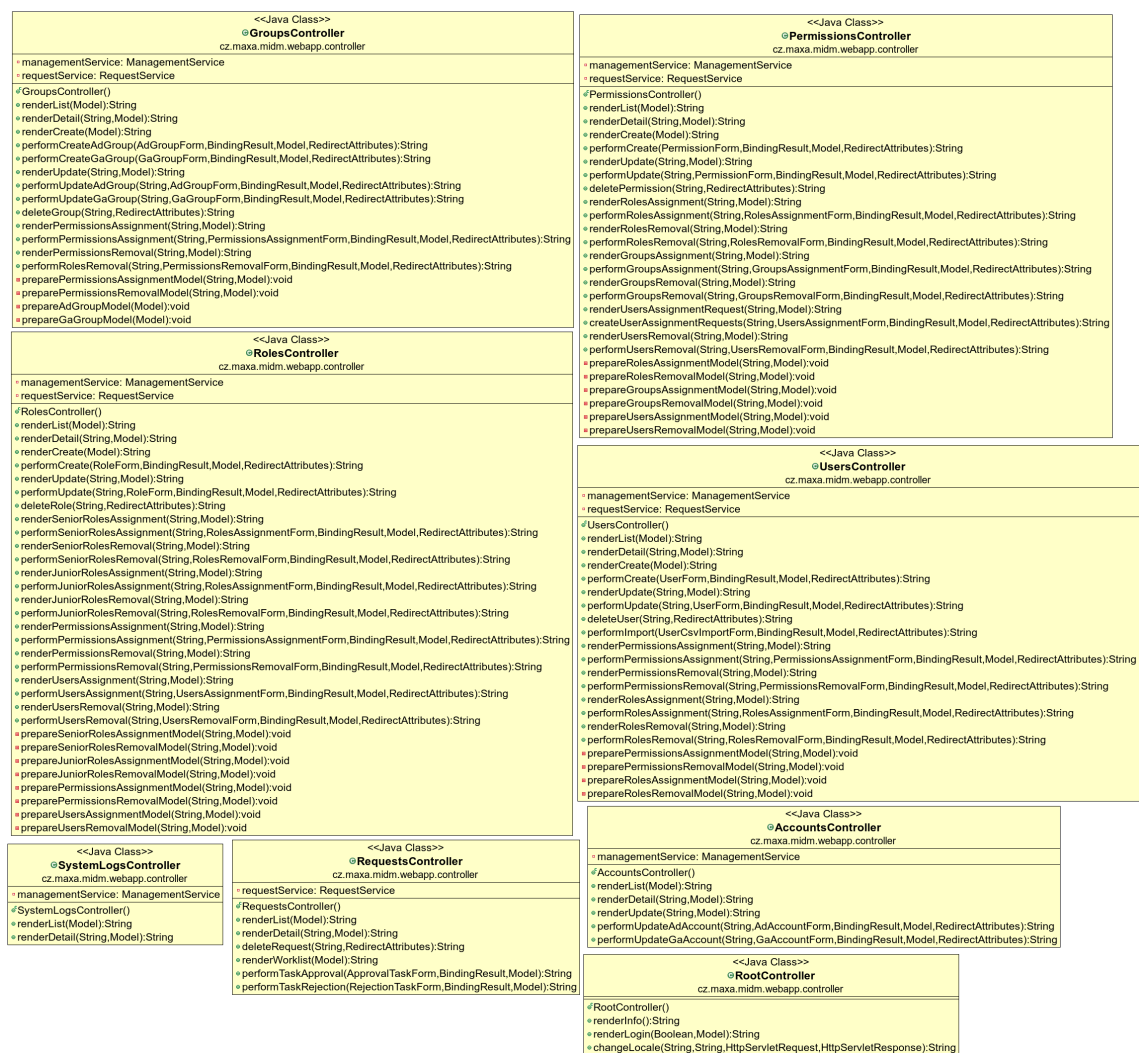 <<Java Class>>
GroupsController
cz.maxa.midm.webapp.controller
managementService: ManagementService
requestService: RequestService
GroupsController()
renderList(Model):String
renderDetail(String,Model):String
renderCreate(Model):String
performCreateAdGroup(AdGroupForm,BindingResult,Model,RedirectAttributes):String
performCreateGaGroup(GaGroupForm,BindingResult,Model,RedirectAttributes):String
renderUpdate(String,Model):String
performUpdateAdGroup(String,AdGroupForm,BindingResult,Model,RedirectAttributes):String
performUpdateGaGroup(String,GaGroupForm,BindingResult,Model,RedirectAttributes):String
deleteGroup(String,RedirectAttributes):String
renderPermissionsAssignment(String,Model):String
performPermissionsAssignment(String,PermissionsAssignmentForm,BindingResult,Model,RedirectAttributes):String
renderPermissionsRemoval(String,Model):String
performRolesRemoval(String,PermissionsRemovalForm,BindingResult,Model,RedirectAttributes):String
preparePermissionsAssignmentModel(String,Model):void
preparePermissionsRemovalModel(String,Model):void
prepareAdGroupModel(Model):void
prepareGaGroupModel(Model):void
<<Java Class>>
PermissionsController
cz.maxa.midm.webapp.controller
managementService: ManagementService
requestService: RequestService
PermissionsController()
renderList(Model):String
renderDetail(String,Model):String
renderCreate(Model):String
performCreate(PermissionForm,BindingResult,Model,RedirectAttributes):String
renderUpdate(String,Model):String
performUpdate(String,PermissionForm,BindingResult,Model,RedirectAttributes):String
deletePermission(String,RedirectAttributes):String
renderRolesAssignment(String,Model):String
performRolesAssignment(String,RolesAssignmentForm,BindingResult,Model,RedirectAttributes):String
renderRolesRemoval(String,Model):String
performRolesRemoval(String,RolesRemovalForm,BindingResult,Model,RedirectAttributes):String
renderGroupsAssignment(String,Model):String
performGroupsAssignment(String,GroupsAssignmentForm,BindingResult,Model,RedirectAttributes):String
renderGroupsRemoval(String,Model):String
performGroupsRemoval(String,GroupsRemovalForm,BindingResult,Model,RedirectAttributes):String
renderUsersAssignmentRequest(String,Model):String
createUserAssignmentRequests(String,UsersAssignmentForm,BindingResult,Model,RedirectAttributes):String
renderUsersRemoval(String,Model):String
performUsersRemoval(String,UsersRemovalForm,BindingResult,Model,RedirectAttributes):String
prepareRolesAssignmentModel(String,Model):void
prepareRolesRemovalModel(String,Model):void
prepareGroupsAssignmentModel(String,Model):void
prepareGroupsRemovalModel(String,Model):void
prepareUsersAssignmentModel(String,Model):void
prepareUsersRemovalModel(String,Model):void
<<Java Class>>
RolesController
cz.maxa.midm.webapp.controller
managementService: ManagementService
requestService: RequestService
RolesController()
renderList(Model):String
renderDetail(String,Model):String
renderCreate(Model):String
performCreate(RoleForm,BindingResult,Model,RedirectAttributes):String
renderUpdate(String,Model):String
performUpdate(String,RoleForm,BindingResult,Model,RedirectAttributes):String
deleteRole(String,RedirectAttributes):String
renderSeniorRolesAssignment(String,Model):String
performSeniorRolesAssignment(String,RolesAssignmentForm,BindingResult,Model,RedirectAttributes):String
renderSeniorRolesRemoval(String,Model):String
performSeniorRolesRemoval(String,RolesRemovalForm,BindingResult,Model,RedirectAttributes):String
renderJuniorRolesAssignment(String,Model):String
performJuniorRolesAssignment(String,RolesAssignmentForm,BindingResult,Model,RedirectAttributes):String
renderJuniorRolesRemoval(String,Model):String
performJuniorRolesRemoval(String,RolesRemovalForm,BindingResult,Model,RedirectAttributes):String
renderPermissionsAssignment(String,Model):String
performPermissionsAssignment(String,PermissionsAssignmentForm,BindingResult,Model,RedirectAttributes):String
renderPermissionsRemoval(String,Model):String
performPermissionsRemoval(String,PermissionsRemovalForm,BindingResult,Model,RedirectAttributes):String
renderUsersAssignment(String,Model):String
performUsersAssignment(String,UsersAssignmentForm,BindingResult,Model,RedirectAttributes):String
renderUsersRemoval(String,Model):String
performUsersRemoval(String,UsersRemovalForm,BindingResult,Model,RedirectAttributes):String
prepareSeniorRolesAssignmentModel(String,Model):void
prepareSeniorRolesRemovalModel(String,Model):void
prepareJuniorRolesAssignmentModel(String,Model):void
prepareJuniorRolesRemovalModel(String,Model):void
preparePermissionsAssignmentModel(String,Model):void
preparePermissionsRemovalModel(String,Model):void
prepareUsersAssignmentModel(String,Model):void
prepareUsersRemovalModel(String,Model):void
<<Java Class>>
UsersController
cz.maxa.midm.webapp.controller
managementService: ManagementService
requestService: RequestService
UsersController()
renderList(Model):String
renderDetail(String,Model):String
renderCreate(Model):String
performCreate(UserForm,BindingResult,Model,RedirectAttributes):String
renderUpdate(String,Model):String
performUpdate(String,UserForm,BindingResult,Model,RedirectAttributes):String
deleteUser(String,RedirectAttributes):String
performImport(UserCsvImportForm,BindingResult,Model,RedirectAttributes):String
renderPermissionsAssignment(String,Model):String
performPermissionsAssignment(String,PermissionsAssignmentForm,BindingResult,Model,RedirectAttributes):String
renderPermissionsRemoval(String,Model):String
performPermissionsRemoval(String,PermissionsRemovalForm,BindingResult,Model,RedirectAttributes):String
renderRolesAssignment(String,Model):String
performRolesAssignment(String,RolesAssignmentForm,BindingResult,Model,RedirectAttributes):String
renderRolesRemoval(String,Model):String
performRolesRemoval(String,RolesRemovalForm,BindingResult,Model,RedirectAttributes):String
preparePermissionsAssignmentModel(String,Model):void
preparePermissionsRemovalModel(String,Model):void
prepareRolesAssignmentModel(String,Model):void
prepareRolesRemovalModel(String,Model):void
<<Java Class>>
SystemLogsController
cz.maxa.midm.webapp.controller
managementService: ManagementService
SystemLogsController()
renderList(Model):String
renderDetail(String,Model):String
<<Java Class>>
RequestsController
cz.maxa.midm.webapp.controller
requestService: RequestService
RequestsController()
renderList(Model):String
renderDetail(String,Model):String
deleteRequest(String,RedirectAttributes):String
renderWorklist(Model):String
performTaskApproval(ApprovalTaskForm,BindingResult,Model):String
performTaskRejection(RejectionTaskForm,BindingResult,Model):String
<<Java Class>>
AccountsController
cz.maxa.midm.webapp.controller
managementService: ManagementService
AccountsController()
renderList(Model):String
renderDetail(String,Model):String
renderUpdate(String,Model):String
performUpdateAdAccount(String,AdAccountForm,BindingResult,Model,RedirectAttributes):String
performUpdateGaAccount(String,GaAccountForm,BindingResult,Model,RedirectAttributes):String
<<Java Class>>
RootController
cz.maxa.midm.webapp.controller
RootController()
renderInfo():String
renderLogin(Boolean,Model):String
changeLocale(String,String,HttpServletRequest,HttpServletResponse):String